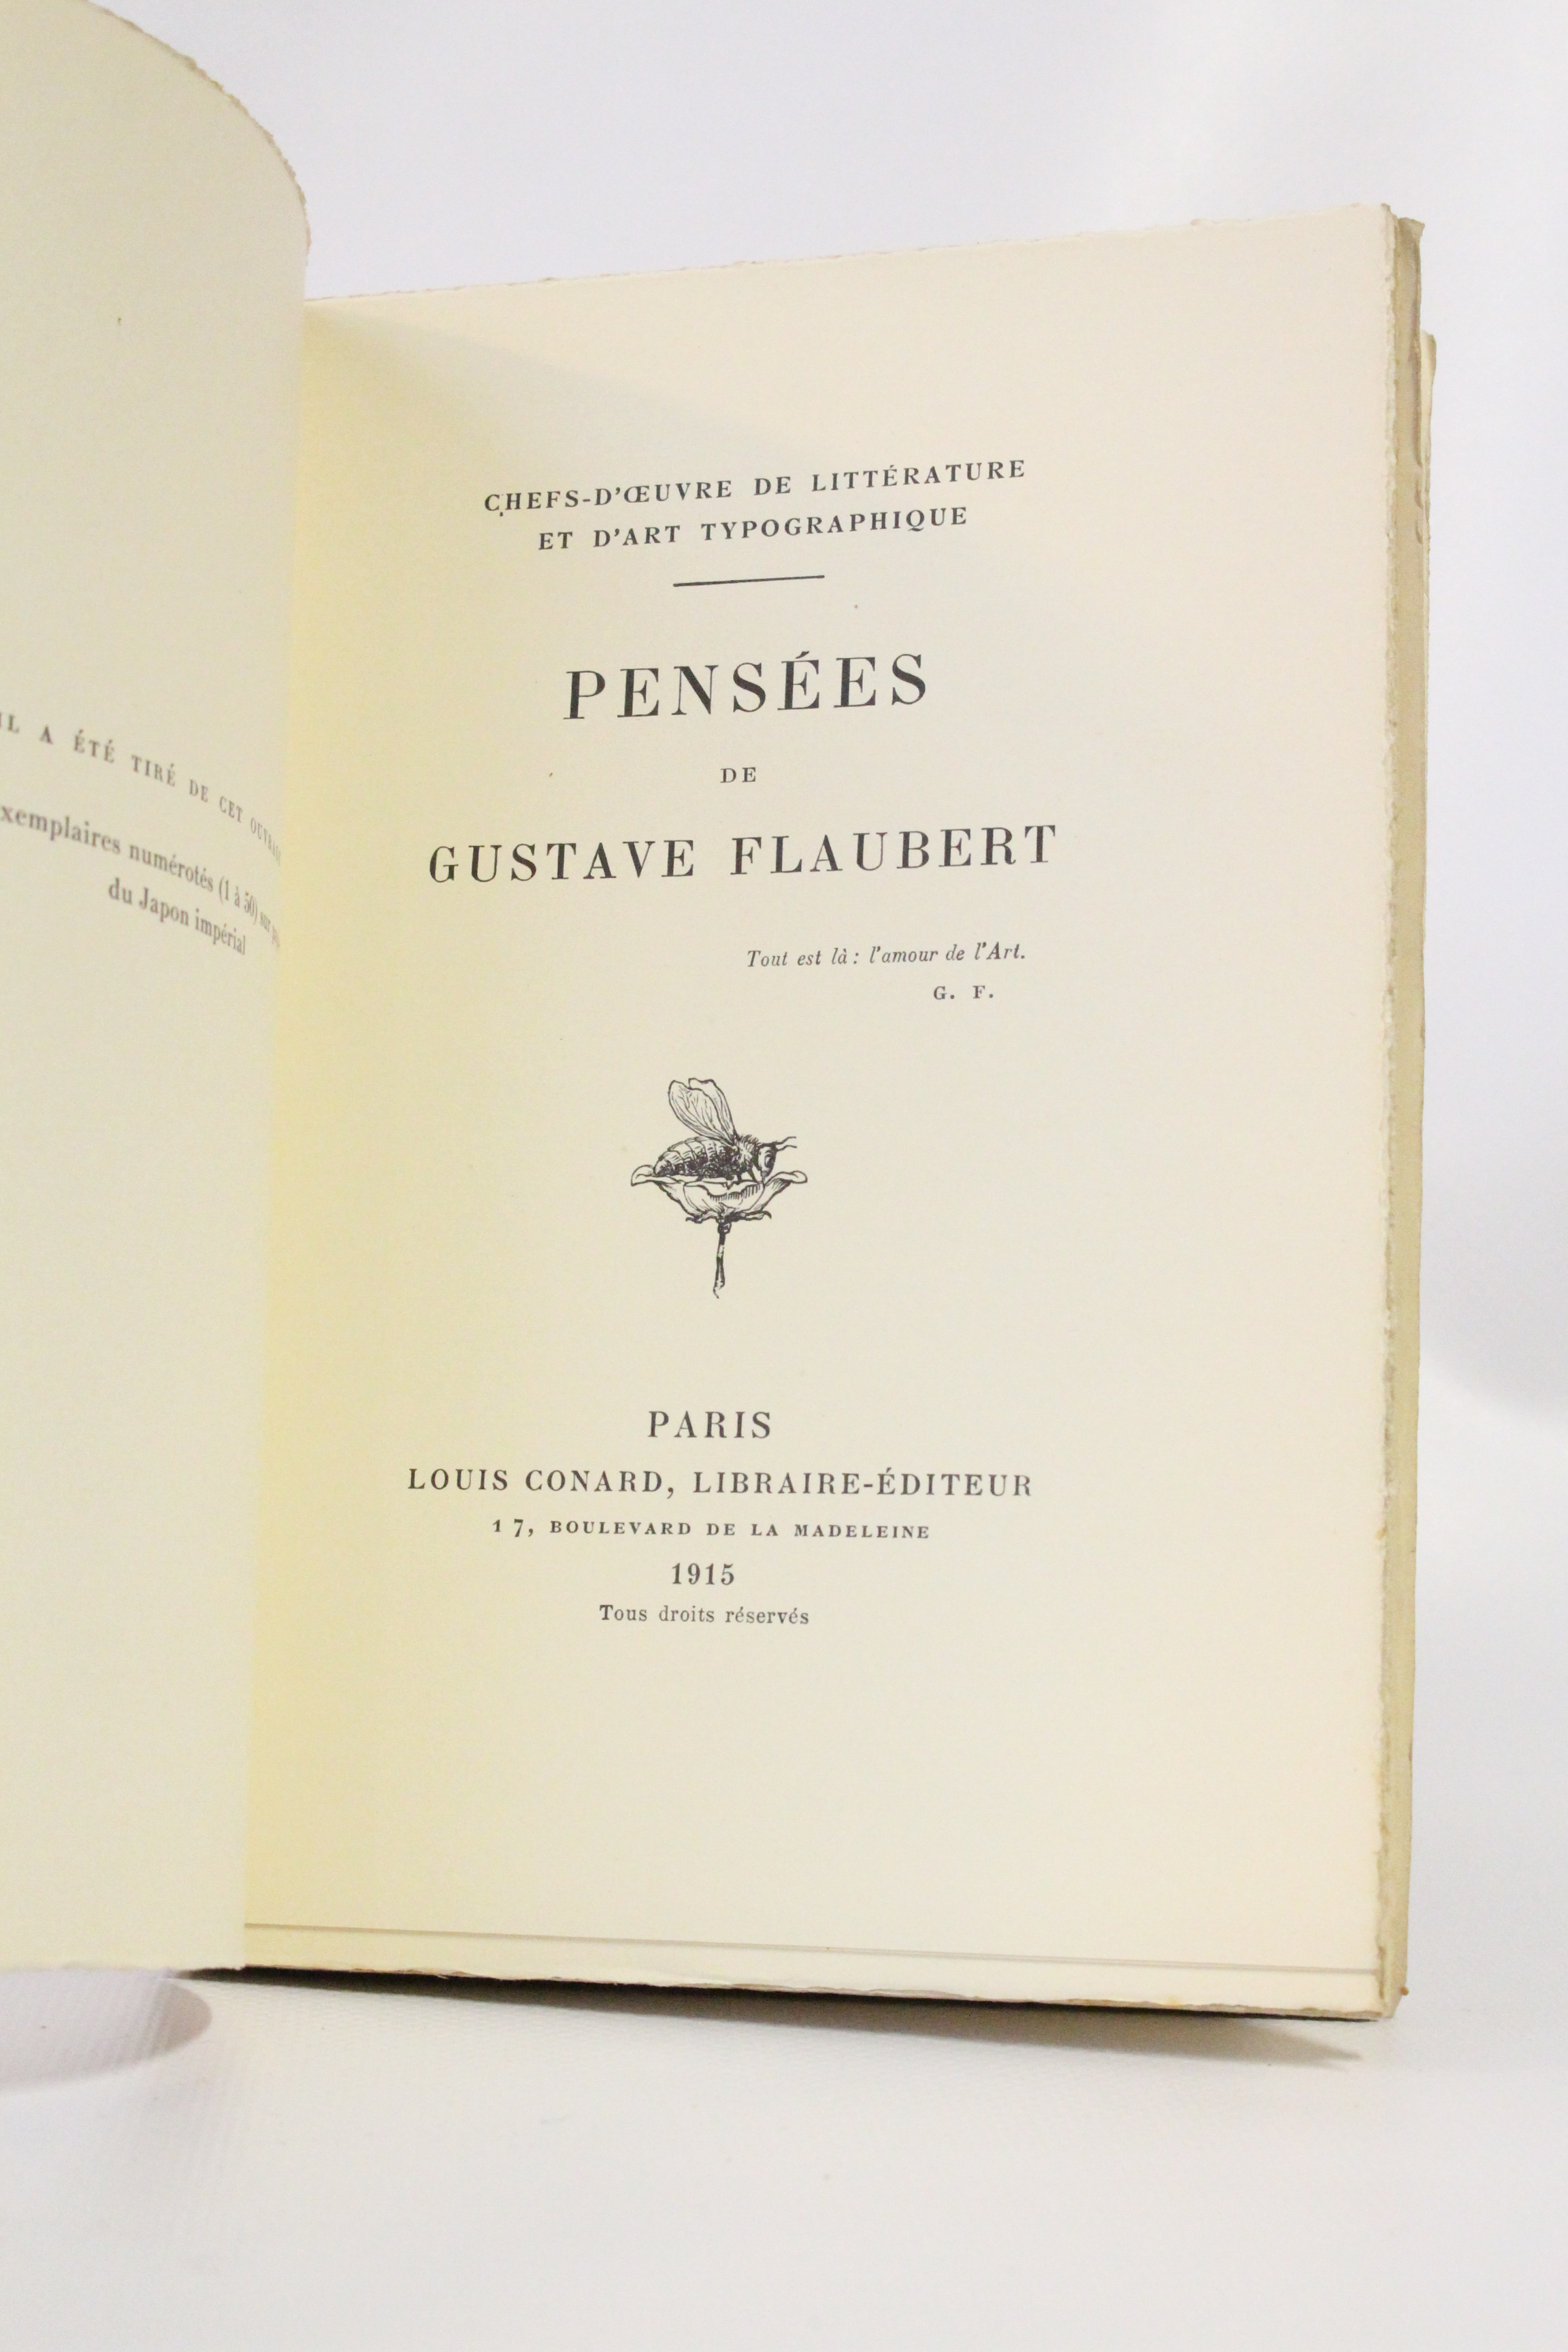 IL A ÉTÉ TIRÉ DE CET
exemplaires numérotés (1 à 50) sur
du Japon impérial
CHEFS-D'ŒUVRE DE LITTÉRATURE
ET D'ART TYPOGRAPHIQUE
PENSÉES
DE
GUSTAVE FLAUBERT
Tout est là : l'amour de l'Art.
G. F.
PARIS
LOUIS CONARD, LIBRAIRE-ÉDITEUR
17, BOULEVARD DE LA MADELEINE
1915
Tous droits réservés